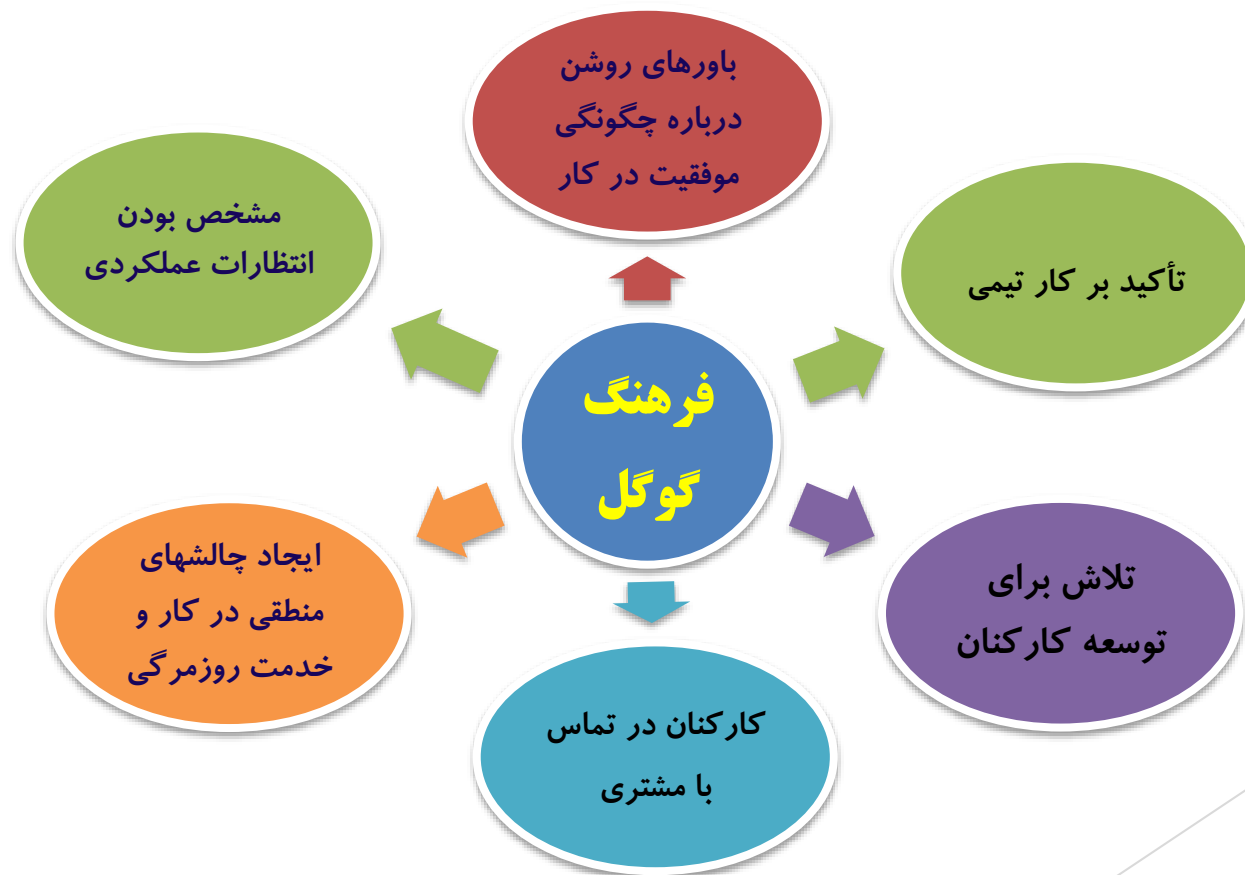 باورهای روشن
درباره چگونگی
موفقیت در کار
مشخص بودن
انتظارات عملکردی
تأکید بر کار تیمی
فرهنگ
گوگل
ایجاد چالشهای
منطقی در کار و
خدمت روزمرگی
تلاش برای
توسعه کارکنان
کارکنان در تماس
با مشتری